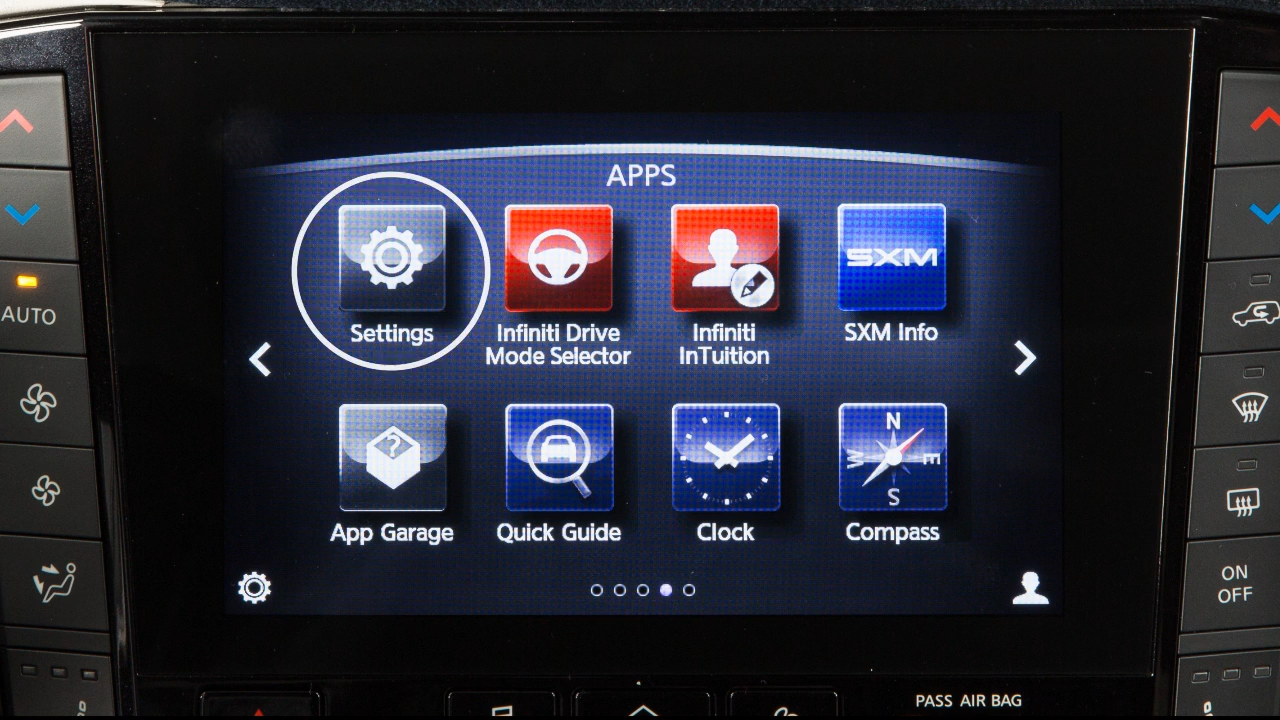 APPS
Settings
Infiniti Drive
Mode Selector
Infiniti
InTuition
SXM
SXM Info
App Garage
?
Quick Guide
Clock
N
W E
S
Compass
AUTO
ON
OFF
PASS AIR BAG